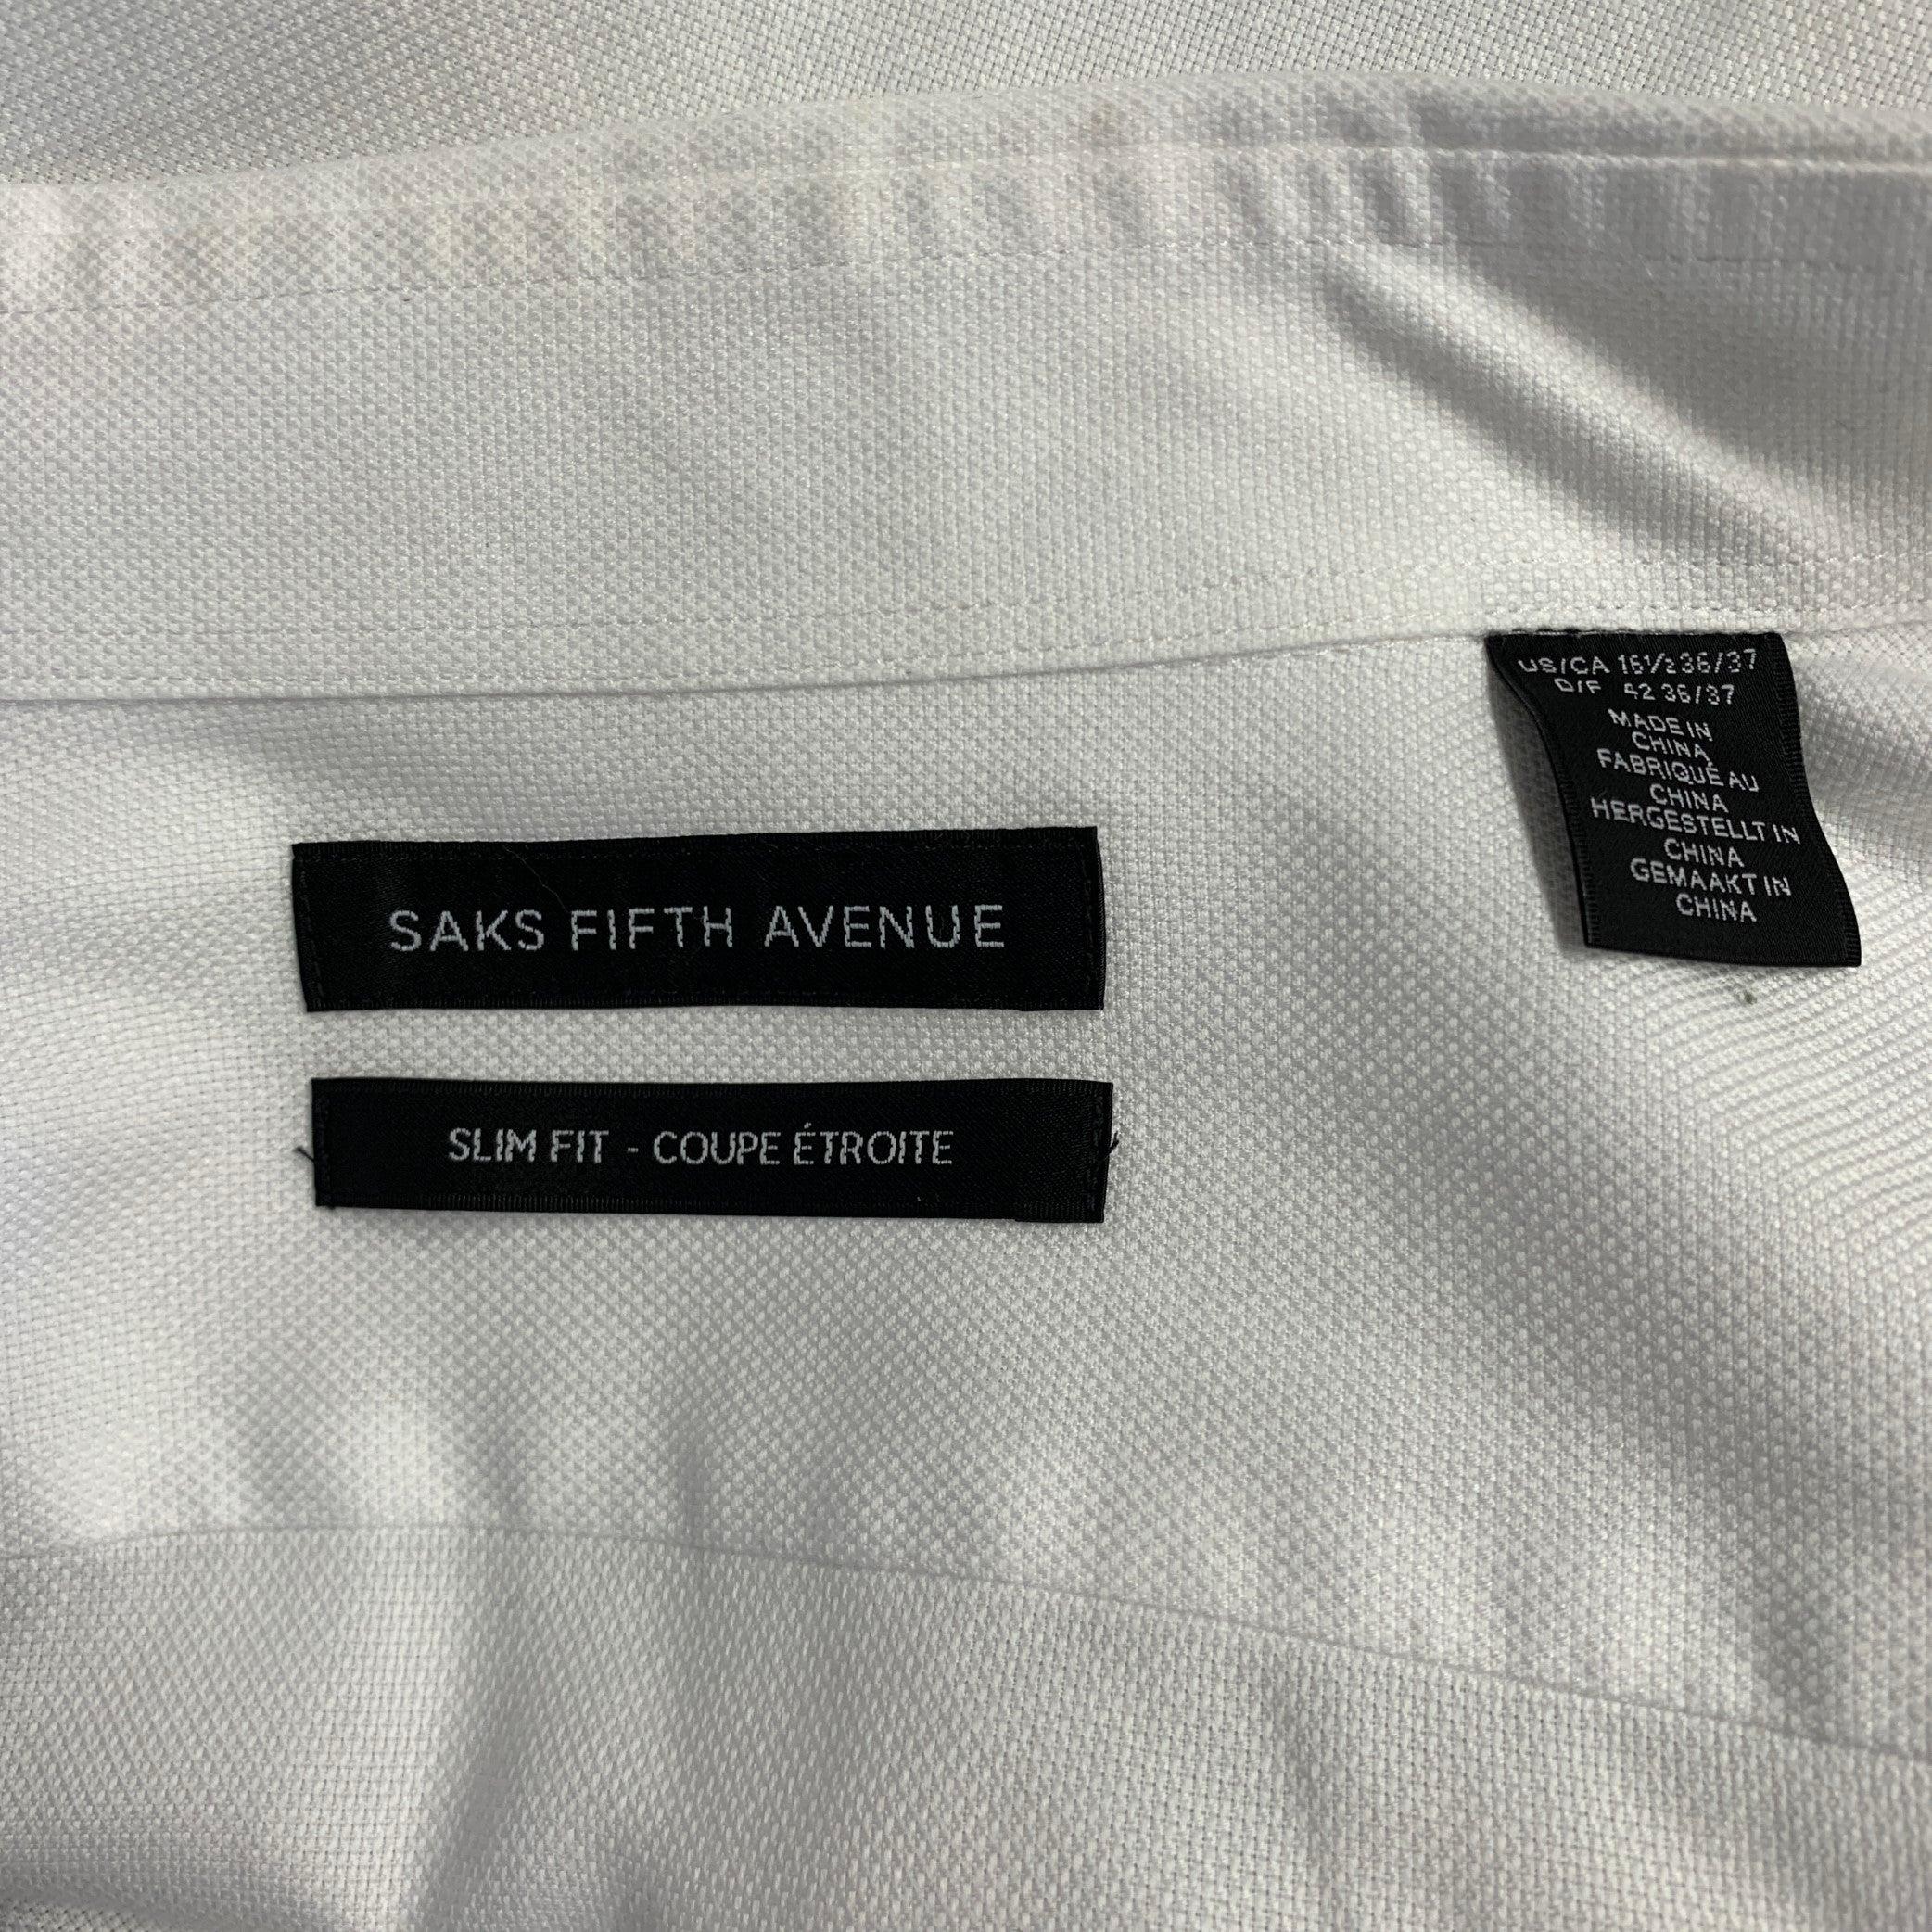 SAKS FIFTH AVENUE
SLIM FIT - COUPE ÉTROITE
US/CA 16½ 36/37
D/F 42 36/37
MADE IN
CHINA
FABRIQUÉ AU
CHINA
HERGESTELLT IN
CHINA
GEMAAKT IN
CHINA